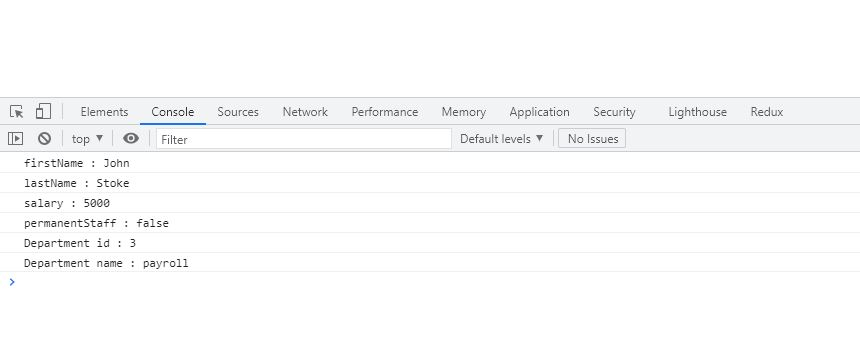 Elements Console Sources Network Performance Memory Application Security Lighthouse Redux
top ▼ Filter Default levels ▼ No Issues
firstName : John
lastName : Stoke
salary : 5000
permanentStaff : false
Department id : 3
Department name : payroll
>